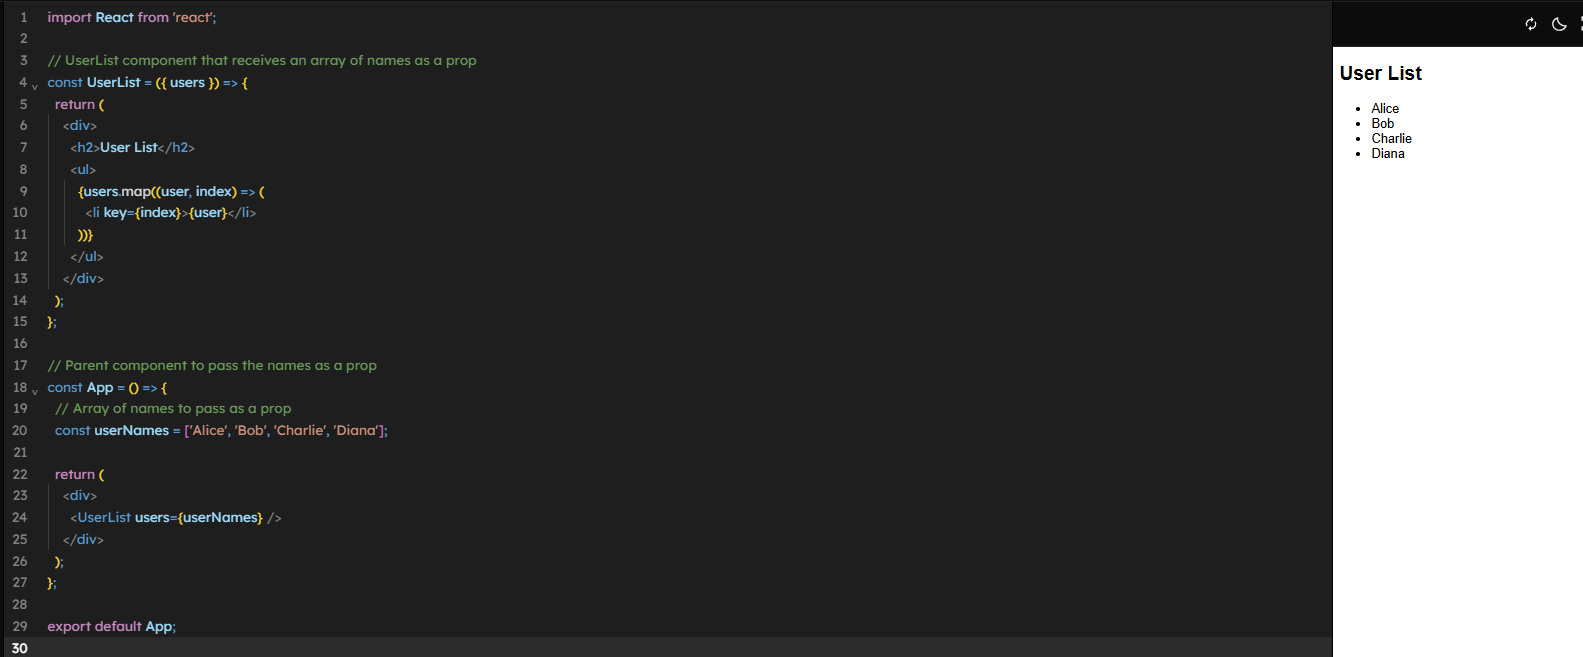 1 import React from 'react';
2
3 // UserList component that receives an array of names as a prop
4 const UserList = ({ users }) => {
5 return (
6 <div>
7 <h2>User List</h2>
8 <ul>
9 {users.map((user, index) => (
10 <li key={index}>{user}</li>
11 ))}
12 </ul>
13 </div>
14 );
15 };
16
17 // Parent component to pass the names as a prop
18 const App = () => {
19 // Array of names to pass as a prop
20 const userNames = ['Alice', 'Bob', 'Charlie', 'Diana'];
21
22 return (
23 <div>
24 <UserList users={userNames} />
25 </div>
26 );
27 };
28
29 export default App;
30
User List
• Alice
• Bob
• Charlie
• Diana